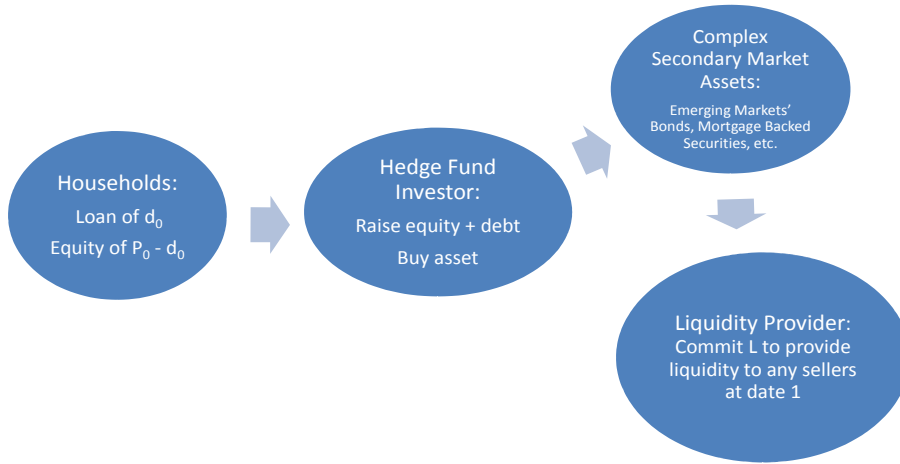 Households:
Loan of d₀
Equity of P₀ - d₀
Hedge Fund
Investor:
Raise equity + debt
Buy asset
Complex
Secondary Market
Assets:
Emerging Markets'
Bonds, Mortgage Backed
Securities, etc.
Liquidity Provider:
Commit L to provide
liquidity to any sellers
at date 1